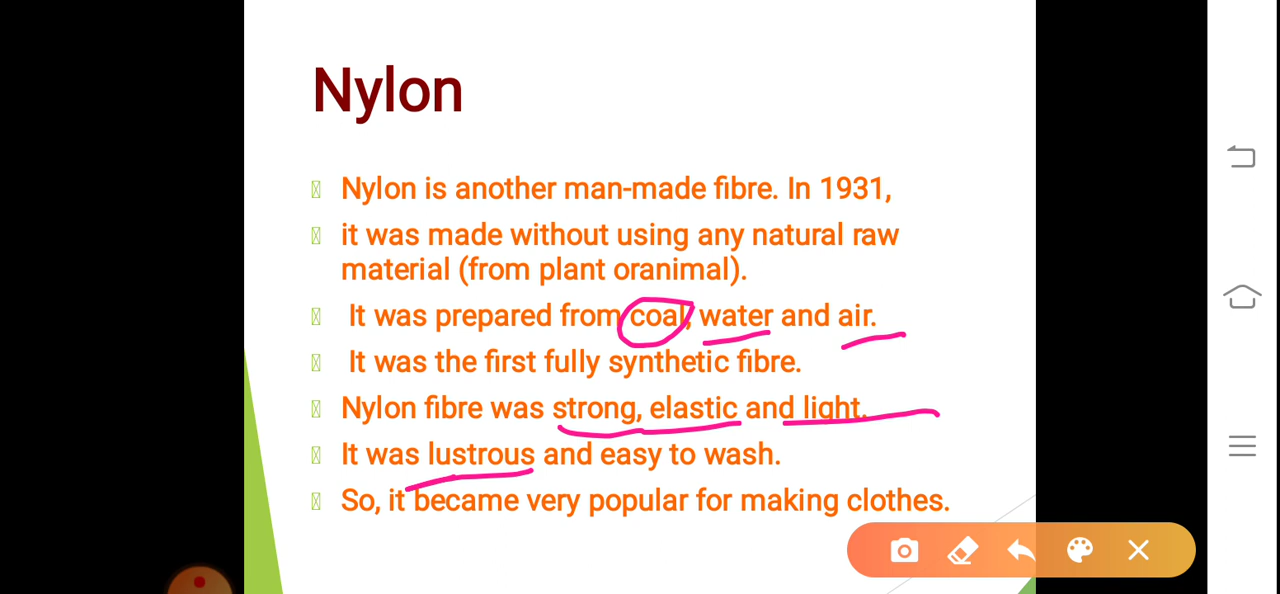 Nylon
Nylon is another man-made fibre. In 1931,
it was made without using any natural raw
material (from plant oranimal).
It was prepared from coal, water and air.
It was the first fully synthetic fibre.
Nylon fibre was strong, elastic and light.
It was lustrous and easy to wash.
So, it became very popular for making clothes.